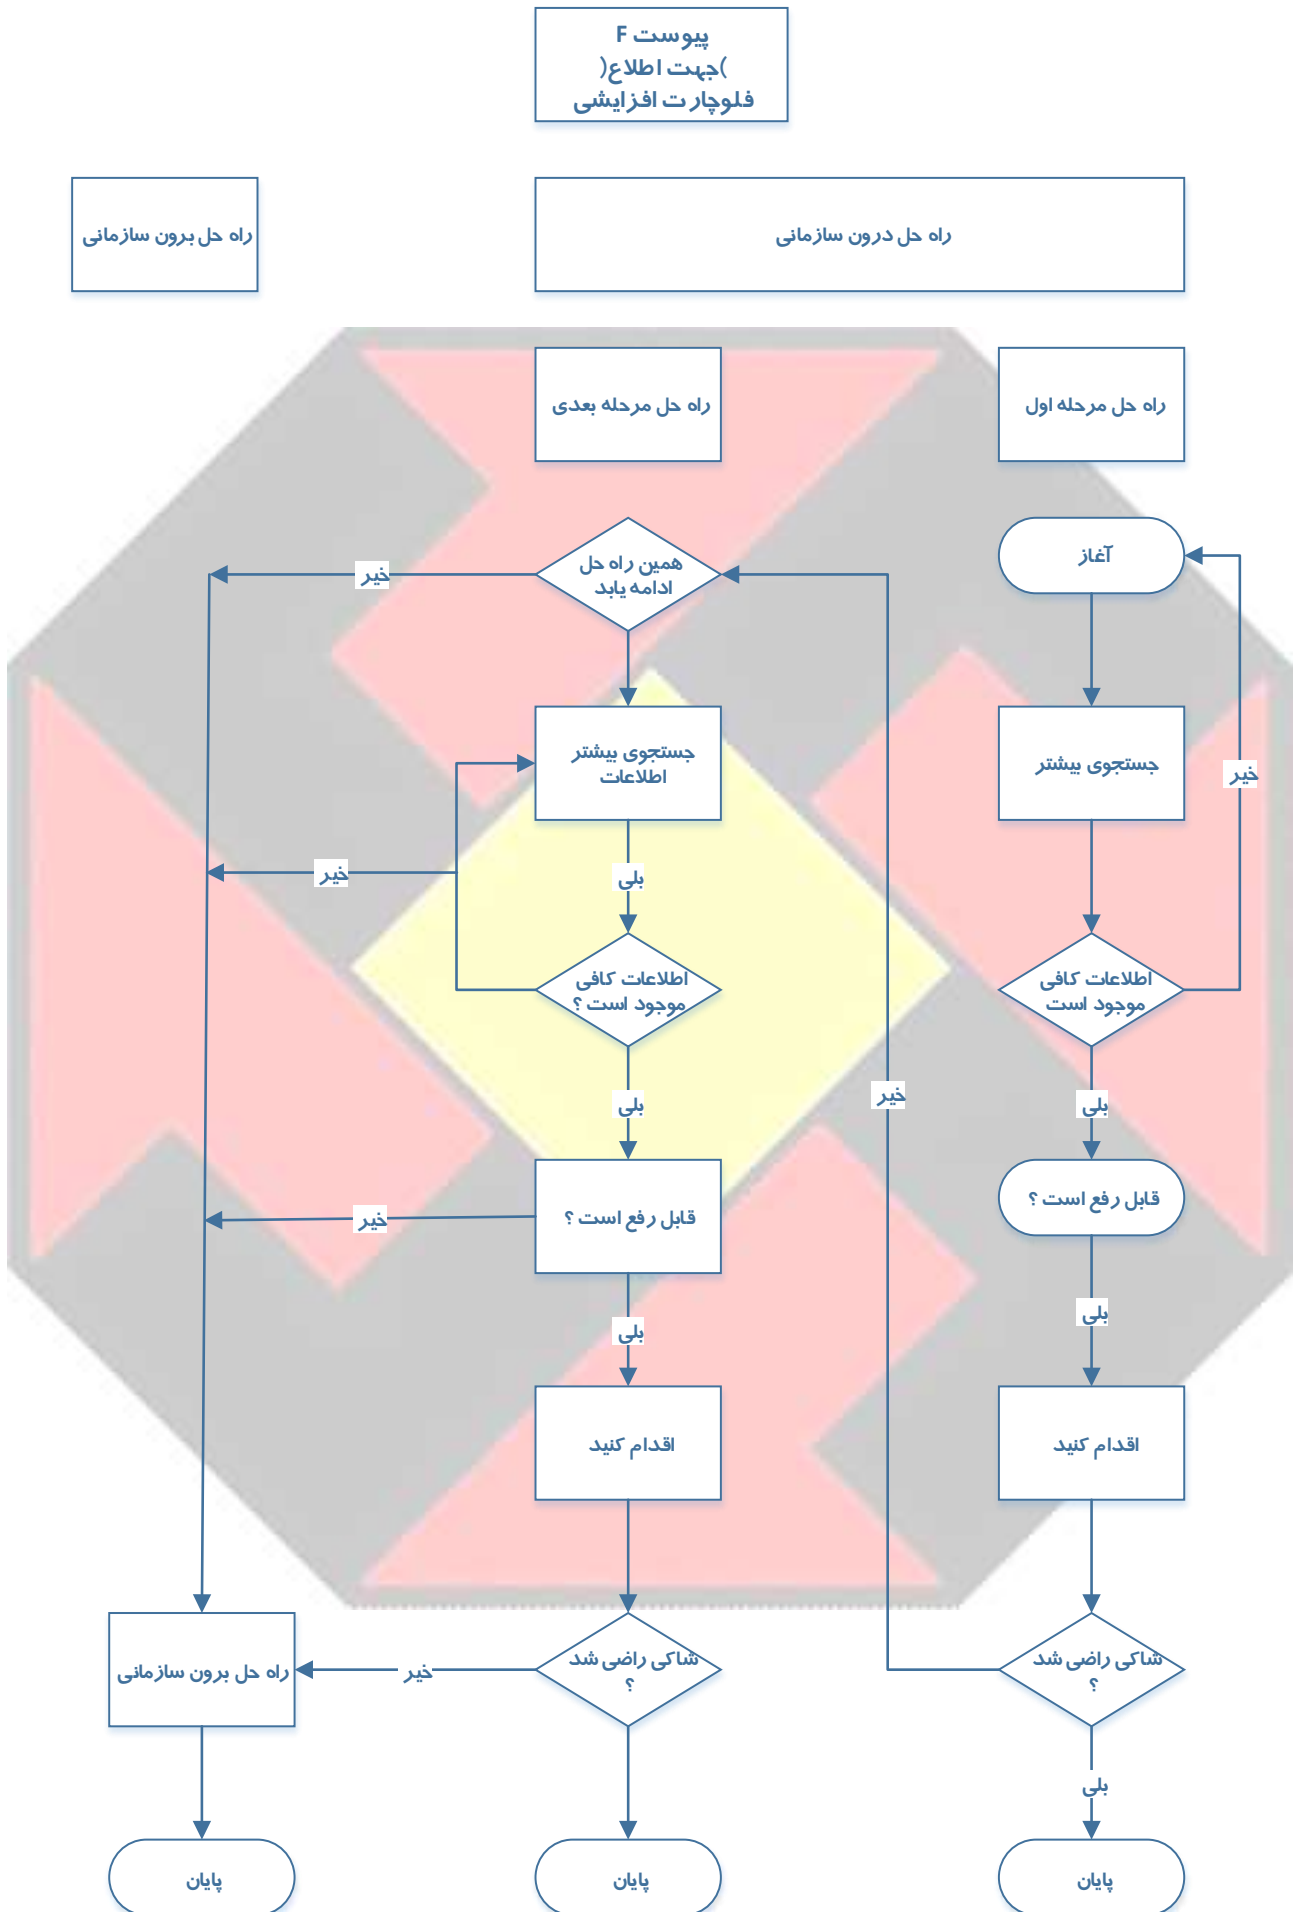 پیوست F
)جهت اطلاع(
فلوچارت افزایشی
راه حل درون سازمانی
راه حل برون سازمانی
راه حل مرحله اول
راه حل مرحله بعدی
آغاز
جستجوی بیشتر
خیر
اطلاعات کافی
موجود است
بلی
قابل رفع است ؟
بلی
اقدام کنید
شاکی راضی شد
؟
خیر
بلی
پایان
همین راه حل
ادامه یابد
خیر
جستجوی بیشتر
اطلاعات
بلی
خیر
اطلاعات کافی
موجود است ؟
بلی
قابل رفع است ؟
خیر
بلی
اقدام کنید
شاکی راضی شد
؟
خیر
پایان
راه حل برون سازمانی
پایان